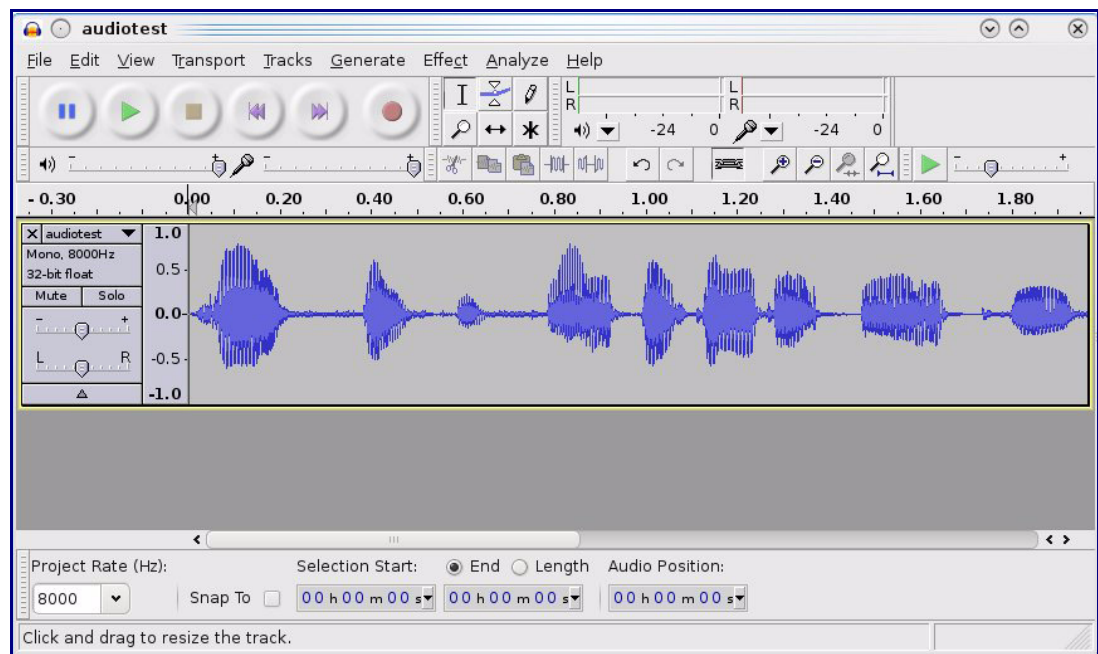 audiotest
File Edit View Transport Tracks Generate Effect Analyze Help
L
R
-24 0
L
R
-24 0
- +
- 0.30 0.00 0.20 0.40 0.60 0.80 1.00 1.20 1.40 1.60 1.80
X audiotest
Mono, 8000Hz
32-bit float
Mute Solo
- +
L R
1.0
0.5
0.0
-0.5
-1.0
Project Rate (Hz):
8000
Snap To
Selection Start:
End Length
00 h 00 m 00 s
00 h 00 m 00 s
Audio Position:
00 h 00 m 00 s
Click and drag to resize the track.